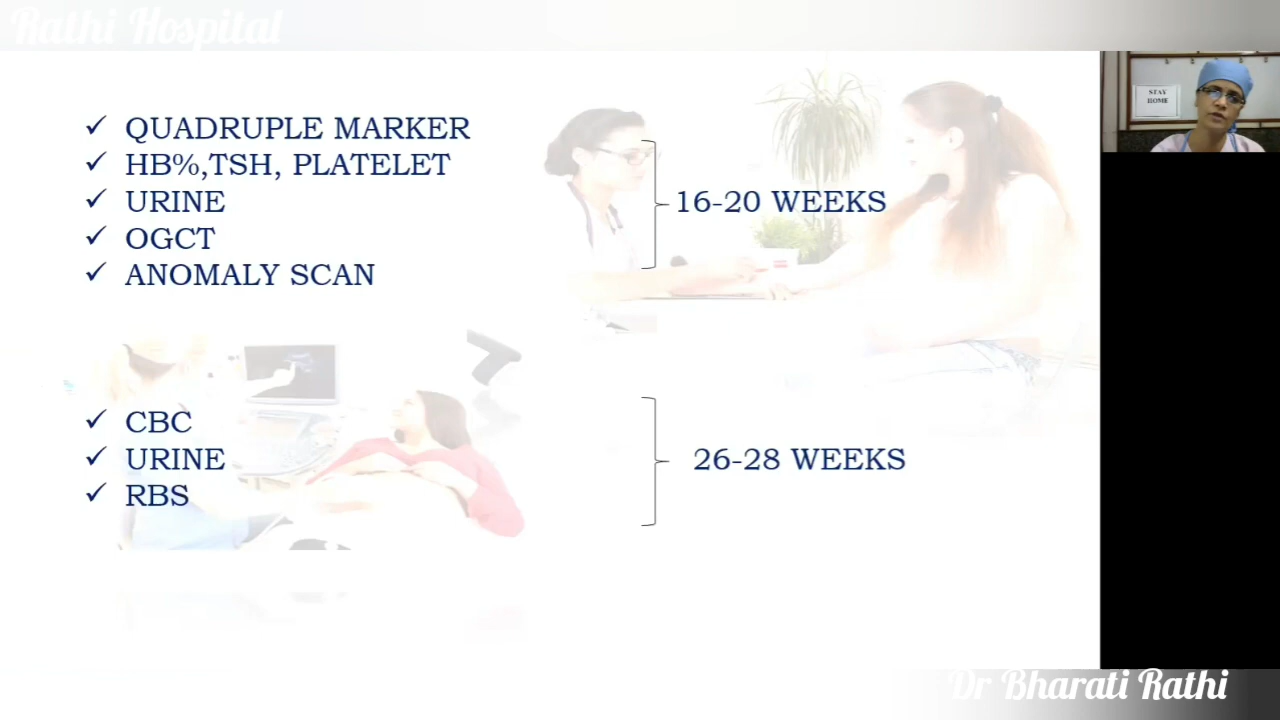 Rathi Hospital
STAY
HOME
QUADRUPLE MARKER
HB%,TSH, PLATELET
URINE
OGCT
ANOMALY SCAN
16-20 WEEKS
CBC
URINE
RBS
26-28 WEEKS
Dr Bharati Rathi